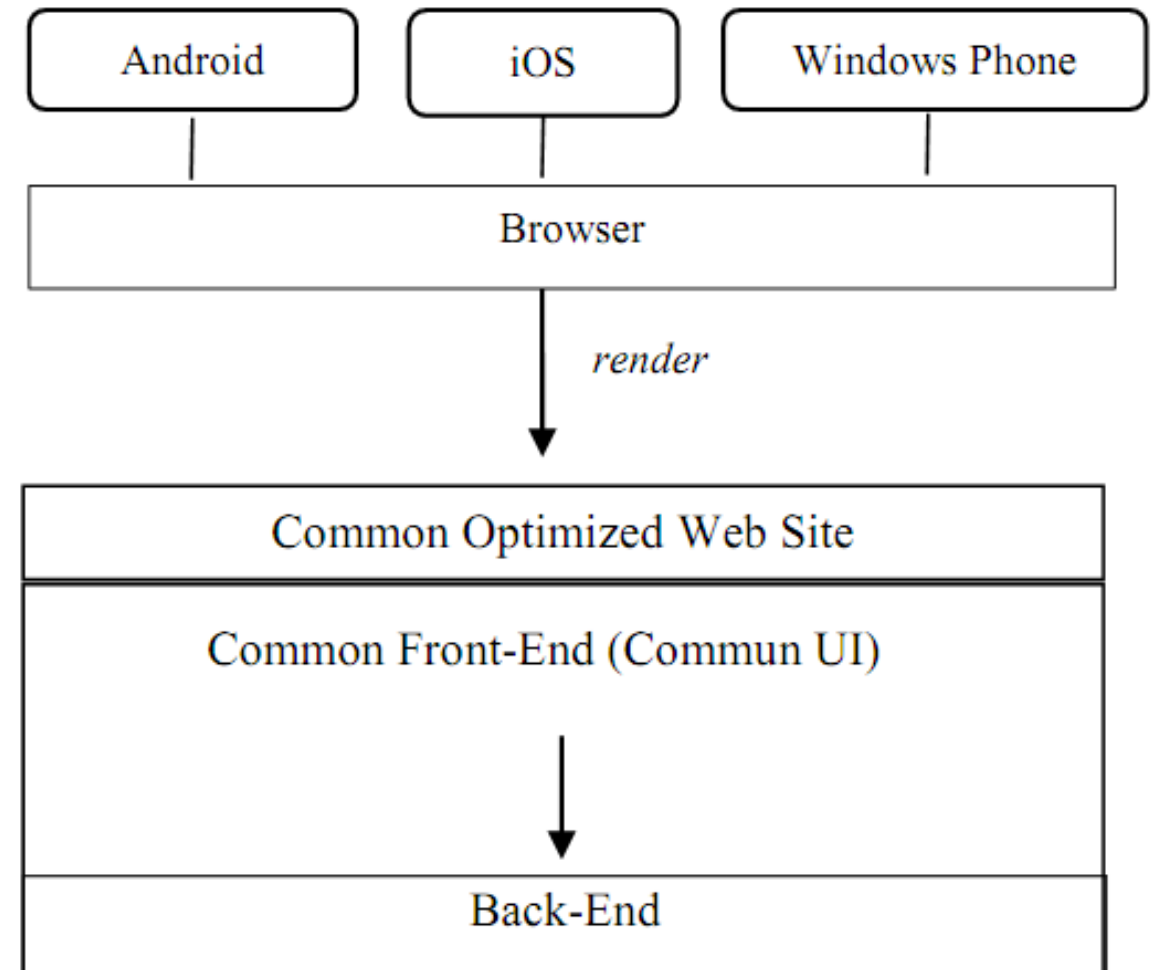 Android
iOS
Windows Phone
Browser
render
Common Optimized Web Site
Common Front-End (Commun UI)
Back-End